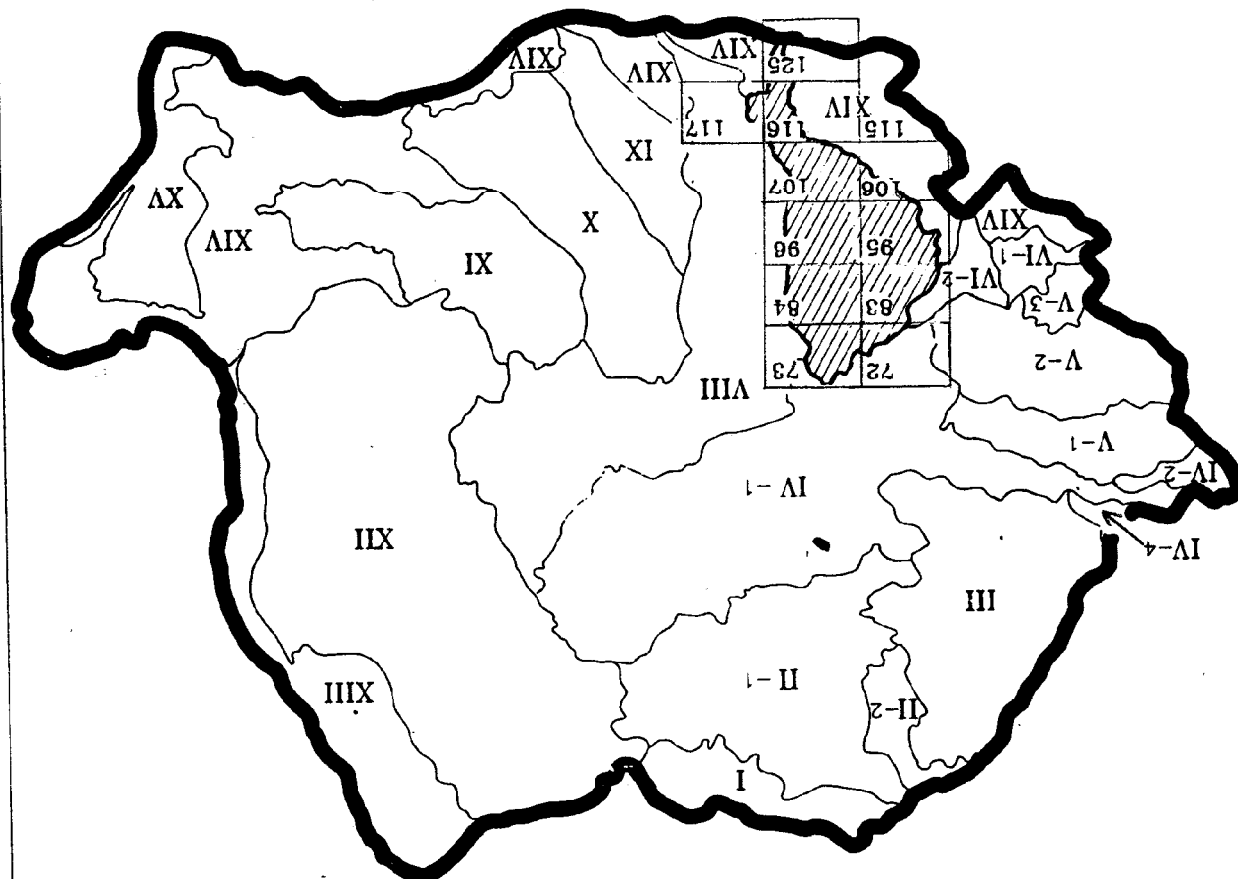 I
II-2
II-1
XIII
III
XII
IV-4
IV-1
IV-2
V-1
VIII
V-2
72
73
V-3
83
84
VI-1
VI-2
XI
95
96
XIV
X
XIV
XV
106
107
IX
115
116
117
XIV
125
XIV
XIV
XIV